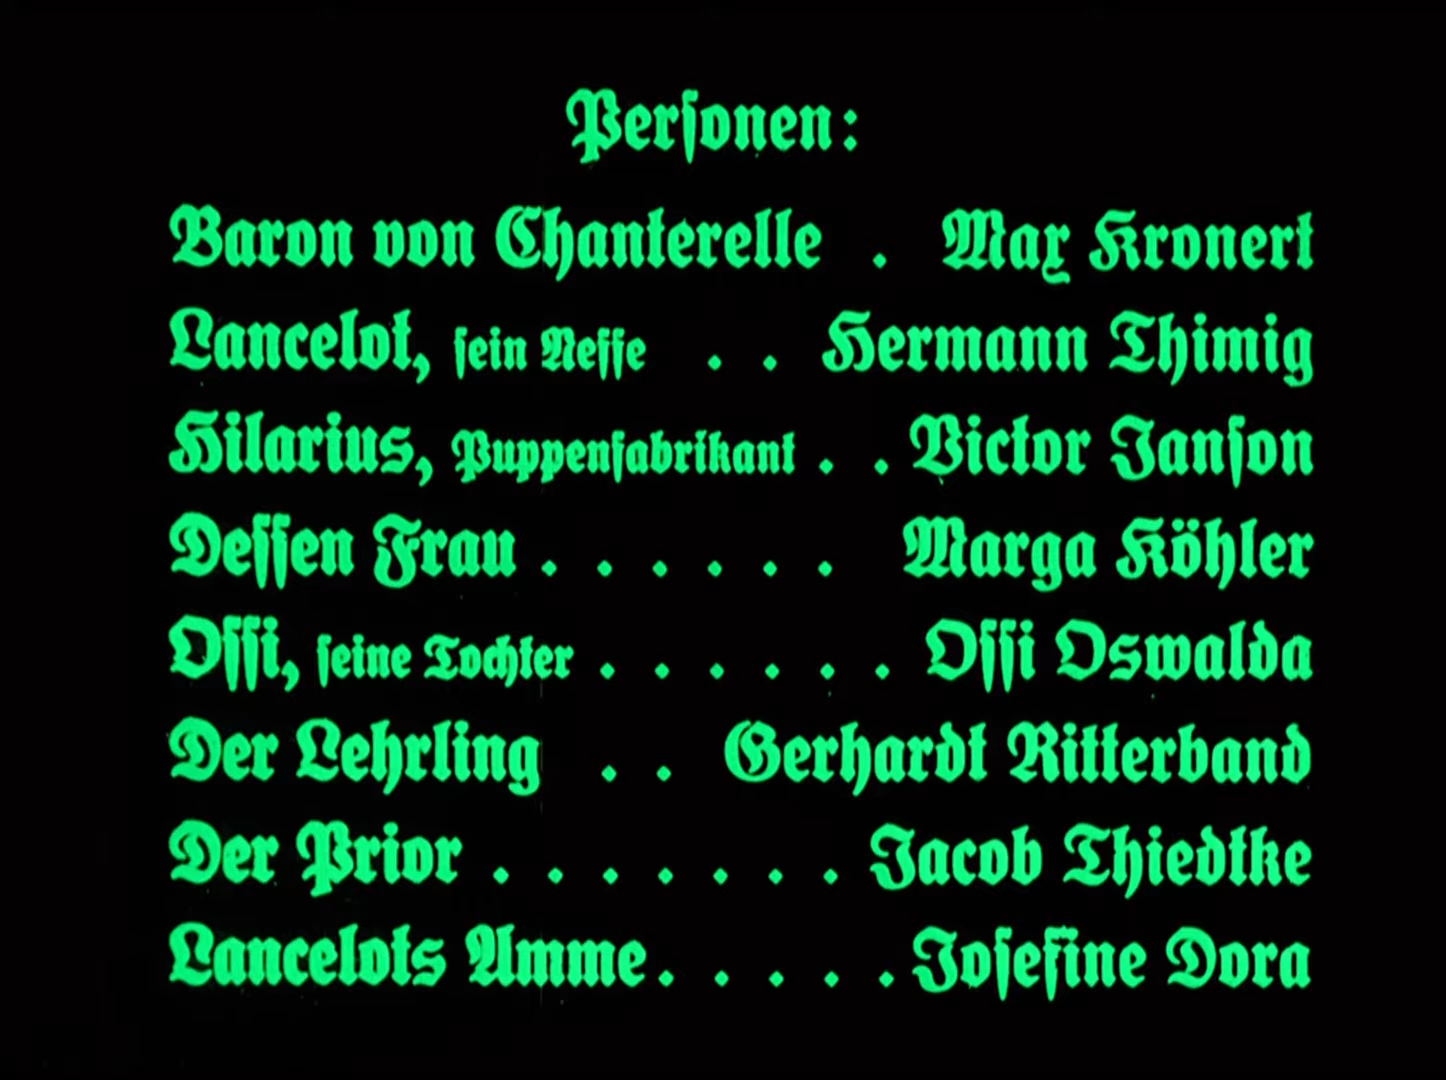 Perſonen:
Baron von Chanterelle . Max Kronert
Lancelot, ſein Neffe . . Hermann Thimig
Hilarius, Puppenfabrikant . . Victor Janſon
Deſſen Frau . . . . . . Marga Köhler
Oſſi, ſeine Tochter . . . . . . Oſſi Oswalda
Der Lehrling . . Gerhardt Ritterband
Der Prior . . . . . . . Jacob Thiedtke
Lancelots Amme . . . . . Joſefine Dora